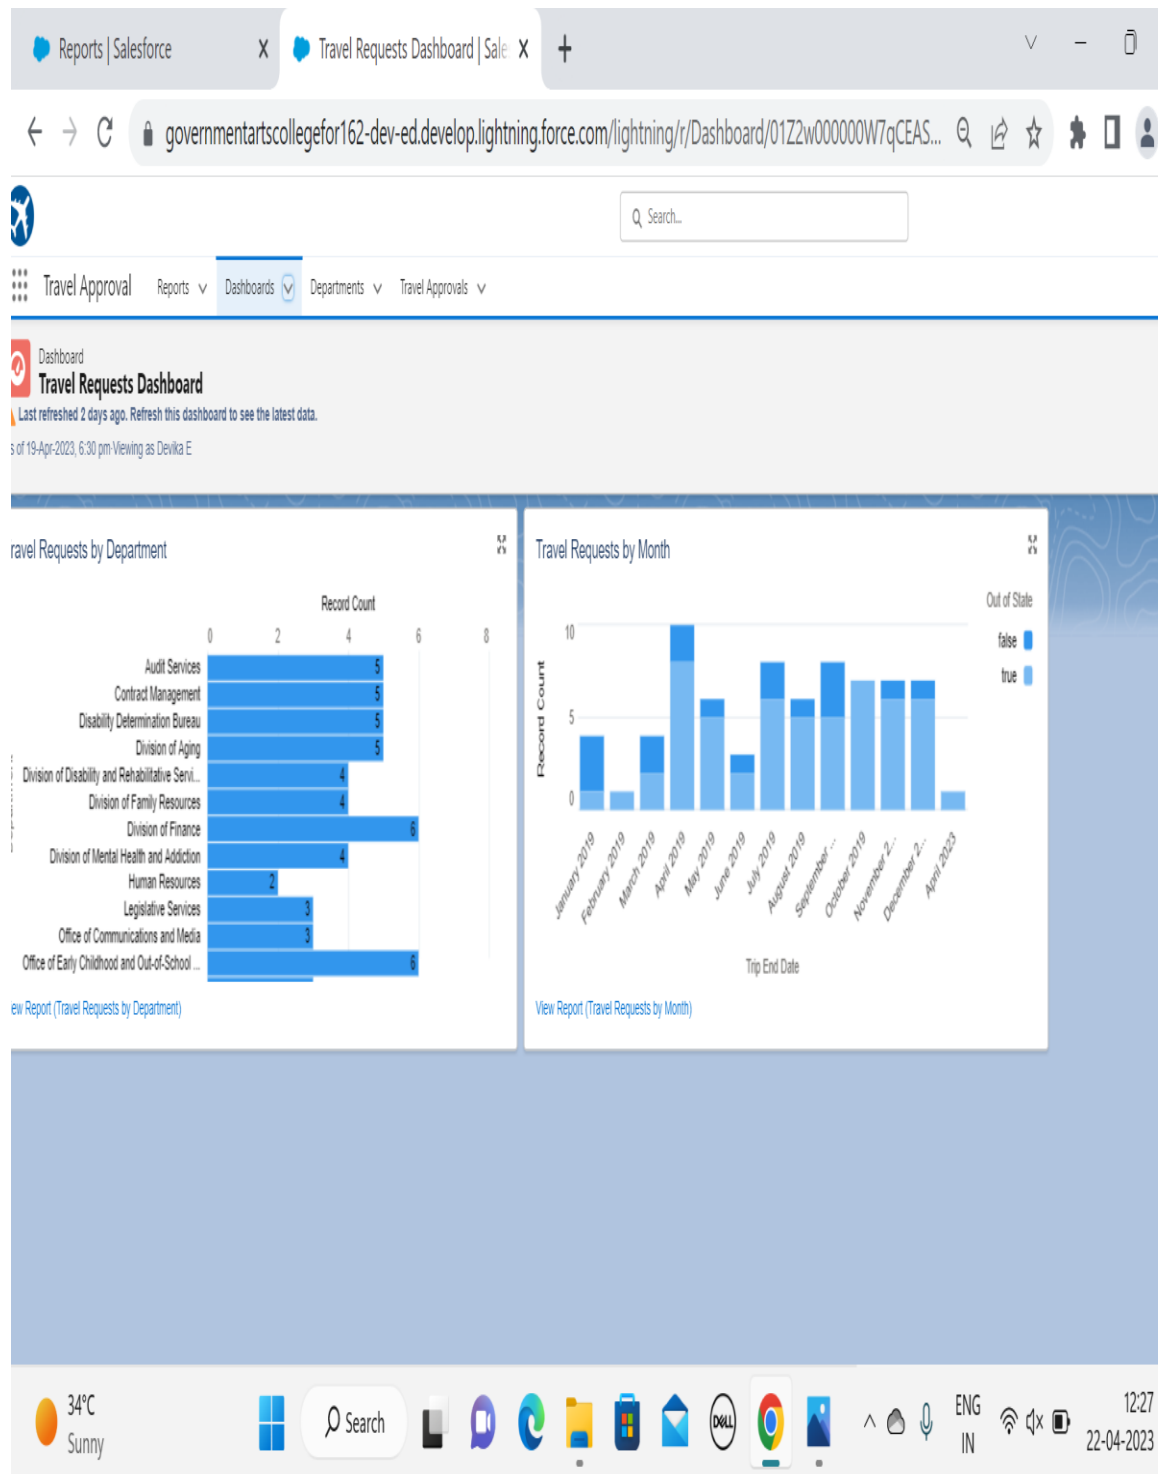 Reports | Salesforce
Travel Requests Dashboard | Sale
governmentartscollegefor162-dev-ed.develop.lightning.force.com/lightning/r/Dashboard/01Z2w000000W7qCEAS...
Search...
Travel Approval Reports Dashboards Departments Travel Approvals
Dashboard
Travel Requests Dashboard
Last refreshed 2 days ago. Refresh this dashboard to see the latest data.
s of 19-Apr-2023, 6:30 pm·Viewing as Devika E
ravel Requests by Department
Record Count
0 2 4 6 8
Audit Services 5
Contract Management 5
Disability Determination Bureau 5
Division of Aging 5
Division of Disability and Rehabilitative Servi... 4
Division of Family Resources 4
Division of Finance 6
Division of Mental Health and Addiction 4
Human Resources 2
Legislative Services 3
Office of Communications and Media 3
Office of Early Childhood and Out-of-School ... 6
ew Report (Travel Requests by Department)
Travel Requests by Month
Out of State
false
true
Record Count
10
5
0
January 2019
February 2019
March 2019
April 2019
May 2019
June 2019
July 2019
August 2019
September ...
October 2019
November 2...
December 2...
April 2023
Trip End Date
View Report (Travel Requests by Month)
34°C
Sunny
Search
DELL
ENG
IN
12:27
22-04-2023